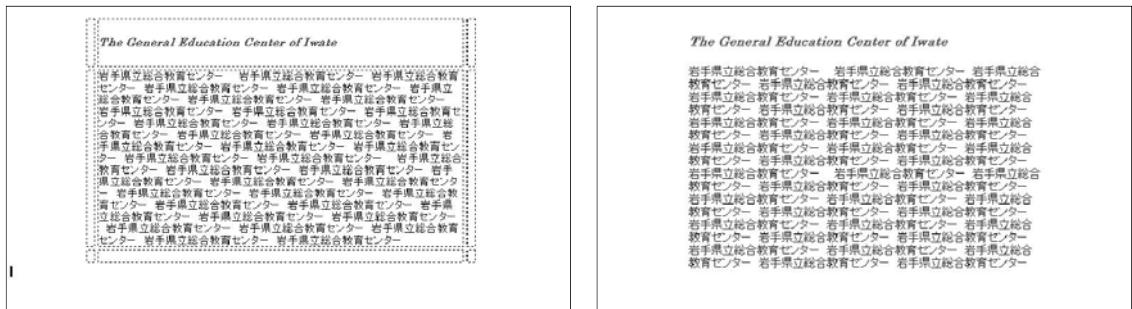 The General Education Center of Iwate
岩手県立総合教育センター　岩手県立総合教育センター 岩手県立総合教育
センター 岩手県立総合教育センター 岩手県立総合教育センター 岩手県立
総合教育センター 岩手県立総合教育センター 岩手県立総合教育センター
岩手県立総合教育センター 岩手県立総合教育センター 岩手県立総合教育セ
ンター 岩手県立総合教育センター 岩手県立総合教育センター 岩手県立総
合教育センター 岩手県立総合教育センター 岩手県立総合教育センター 岩
手県立総合教育センター 岩手県立総合教育センター 岩手県立総合教育セン
ター 岩手県立総合教育センター 岩手県立総合教育センター　岩手県立総合
教育センター 岩手県立総合教育センター 岩手県立総合教育センター 岩手
県立総合教育センター 岩手県立総合教育センター 岩手県立総合教育センタ
ー 岩手県立総合教育センター 岩手県立総合教育センター 岩手県立総合教
育センター 岩手県立総合教育センター 岩手県立総合教育センター 岩手県
立総合教育センター 岩手県立総合教育センター 岩手県立総合教育センター
岩手県立総合教育センター 岩手県立総合教育センター 岩手県立総合教育
センター 岩手県立総合教育センター 岩手県立総合教育センター
The General Education Center of Iwate
岩手県立総合教育センター　岩手県立総合教育センター 岩手県立総合
教育センター 岩手県立総合教育センター 岩手県立総合教育センター
岩手県立総合教育センター 岩手県立総合教育センター 岩手県立総合
教育センター 岩手県立総合教育センター 岩手県立総合教育センター
岩手県立総合教育センター 岩手県立総合教育センター 岩手県立総合
教育センター 岩手県立総合教育センター 岩手県立総合教育センター
岩手県立総合教育センター 岩手県立総合教育センター 岩手県立総合
教育センター 岩手県立総合教育センター 岩手県立総合教育センター
岩手県立総合教育センター　岩手県立総合教育センター 岩手県立総合
教育センター 岩手県立総合教育センター 岩手県立総合教育センター
岩手県立総合教育センター 岩手県立総合教育センター 岩手県立総合
教育センター 岩手県立総合教育センター 岩手県立総合教育センター
岩手県立総合教育センター 岩手県立総合教育センター 岩手県立総合
教育センター 岩手県立総合教育センター 岩手県立総合教育センター
岩手県立総合教育センター 岩手県立総合教育センター 岩手県立総合
教育センター 岩手県立総合教育センター 岩手県立総合教育センター